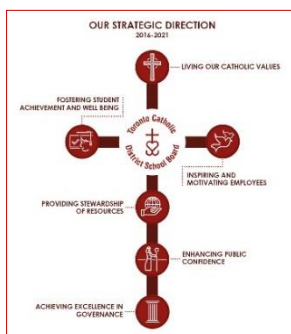 OUR STRATEGIC DIRECTION
2016-2021
LIVING OUR CATHOLIC VALUES
FOSTERING STUDENT
ACHIEVEMENT AND WELL BEING
Toronto Catholic
District School Board
INSPIRING AND
MOTIVATING EMPLOYEES
PROVIDING STEWARDSHIP
OF RESOURCES
ENHANCING PUBLIC
CONFIDENCE
ACHIEVING EXCELLENCE IN
GOVERNANCE